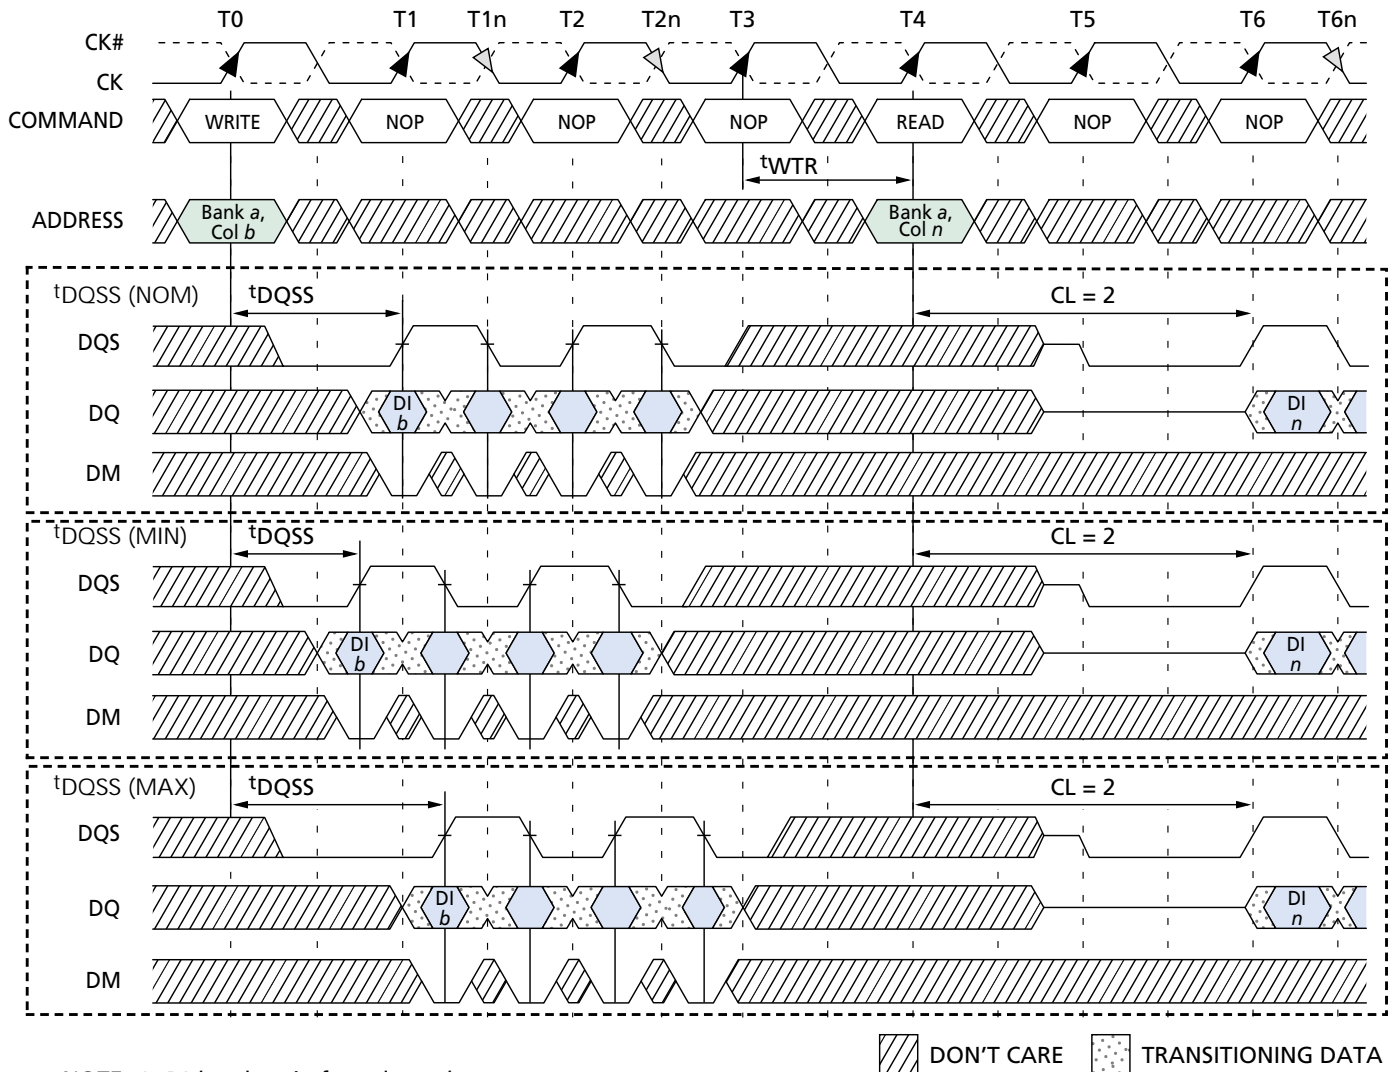 T0 T1 T1n T2 T2n T3 T4 T5 T6 T6n
CK#
CK
COMMAND WRITE NOP NOP NOP READ NOP NOP
tWTR
ADDRESS Bank a, Col b Bank a, Col n
tDQSS (NOM) tDQSS CL = 2
DQS
DQ DI b DI n
DM
tDQSS (MIN) tDQSS CL = 2
DQS
DQ DI b DI n
DM
tDQSS (MAX) tDQSS CL = 2
DQS
DQ DI b DI n
DM
DON'T CARE TRANSITIONING DATA